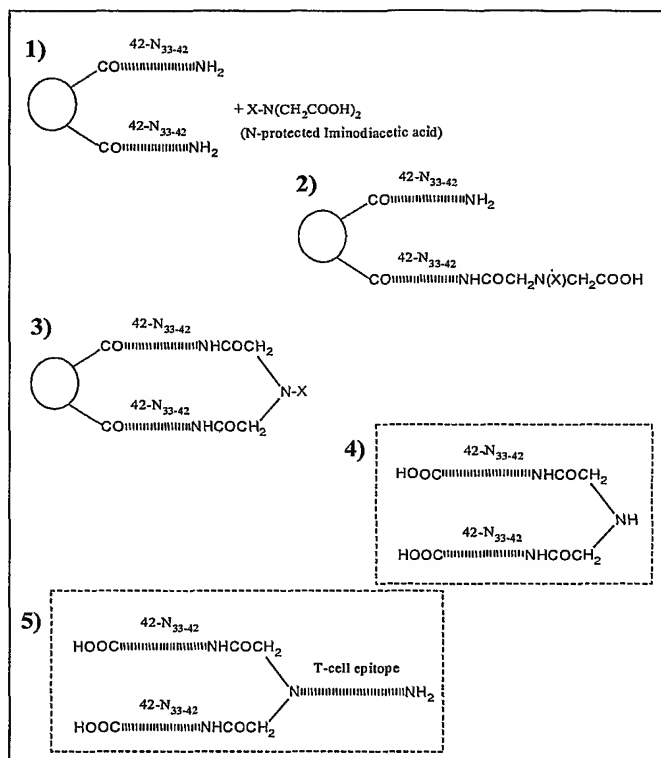 1)
42-N33-42
CO NH2
42-N33-42
CO NH2
+ X-N(CH2COOH)2
(N-protected Iminodiacetic acid)
2)
42-N33-42
CO NH2
42-N33-42
CO NHCOCH2N(X)CH2COOH
3)
42-N33-42
CO NHCOCH2
N-X
42-N33-42
CO NHCOCH2
4)
42-N33-42
HOOC NHCOCH2
NH
42-N33-42
HOOC NHCOCH2
5)
42-N33-42
HOOC NHCOCH2
T-cell epitope
N NH2
42-N33-42
HOOC NHCOCH2